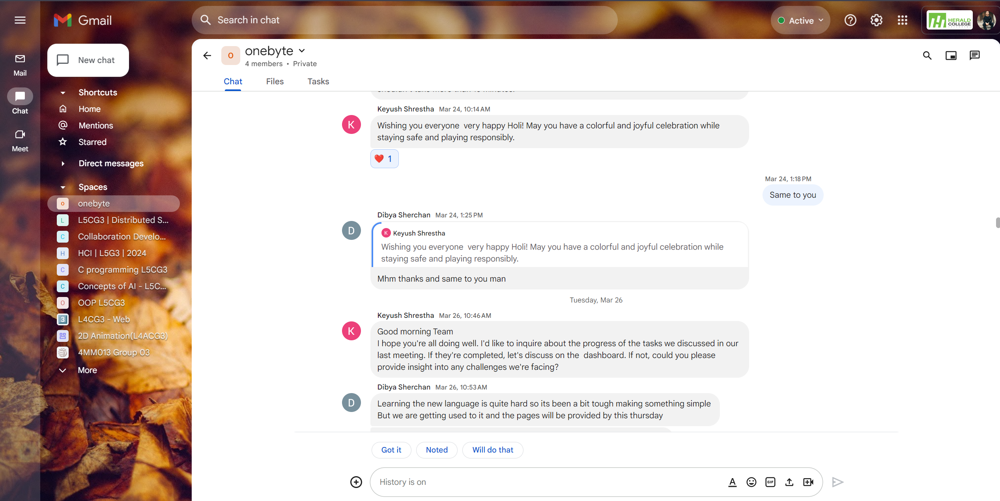 Gmail
Search in chat
Active
HERALD
COLLEGE
Mail
Chat
Meet
New chat
Shortcuts
Home
Mentions
Starred
Direct messages
Spaces
o onebyte
L L5CG3 | Distributed S...
C Collaboration Develo...
H HCI | L5G3 | 2024
C C programming L5CG3
C Concepts of AI - L5C...
O OOP L5CG3
3 L4CG3 - Web
2D Animation(L4ACG3)
4MM013 Group 03
More
o onebyte
4 members • Private
Chat Files Tasks
Keyush Shrestha Mar 24, 10:14 AM
K
Wishing you everyone  very happy Holi! May you have a colorful and joyful celebration while
staying safe and playing responsibly.
❤️ 1
Mar 24, 1:18 PM
Same to you
Dibya Sherchan Mar 24, 1:25 PM
D
K Keyush Shrestha
Wishing you everyone  very happy Holi! May you have a colorful and joyful celebration while
staying safe and playing responsibly.
Mhm thanks and same to you man
Tuesday, Mar 26
Keyush Shrestha Mar 26, 10:46 AM
K
Good morning Team
I hope you're all doing well. I'd like to inquire about the progress of the tasks we discussed in our
last meeting. If they're completed, let's discuss on the  dashboard. If not, could you please
provide insight into any challenges we're facing?
Dibya Sherchan Mar 26, 10:53 AM
D
Learning the new language is quite hard so its been a bit tough making something simple
But we are getting used to it and the pages will be provided by this thursday
Got it Noted Will do that
History is on
GIF